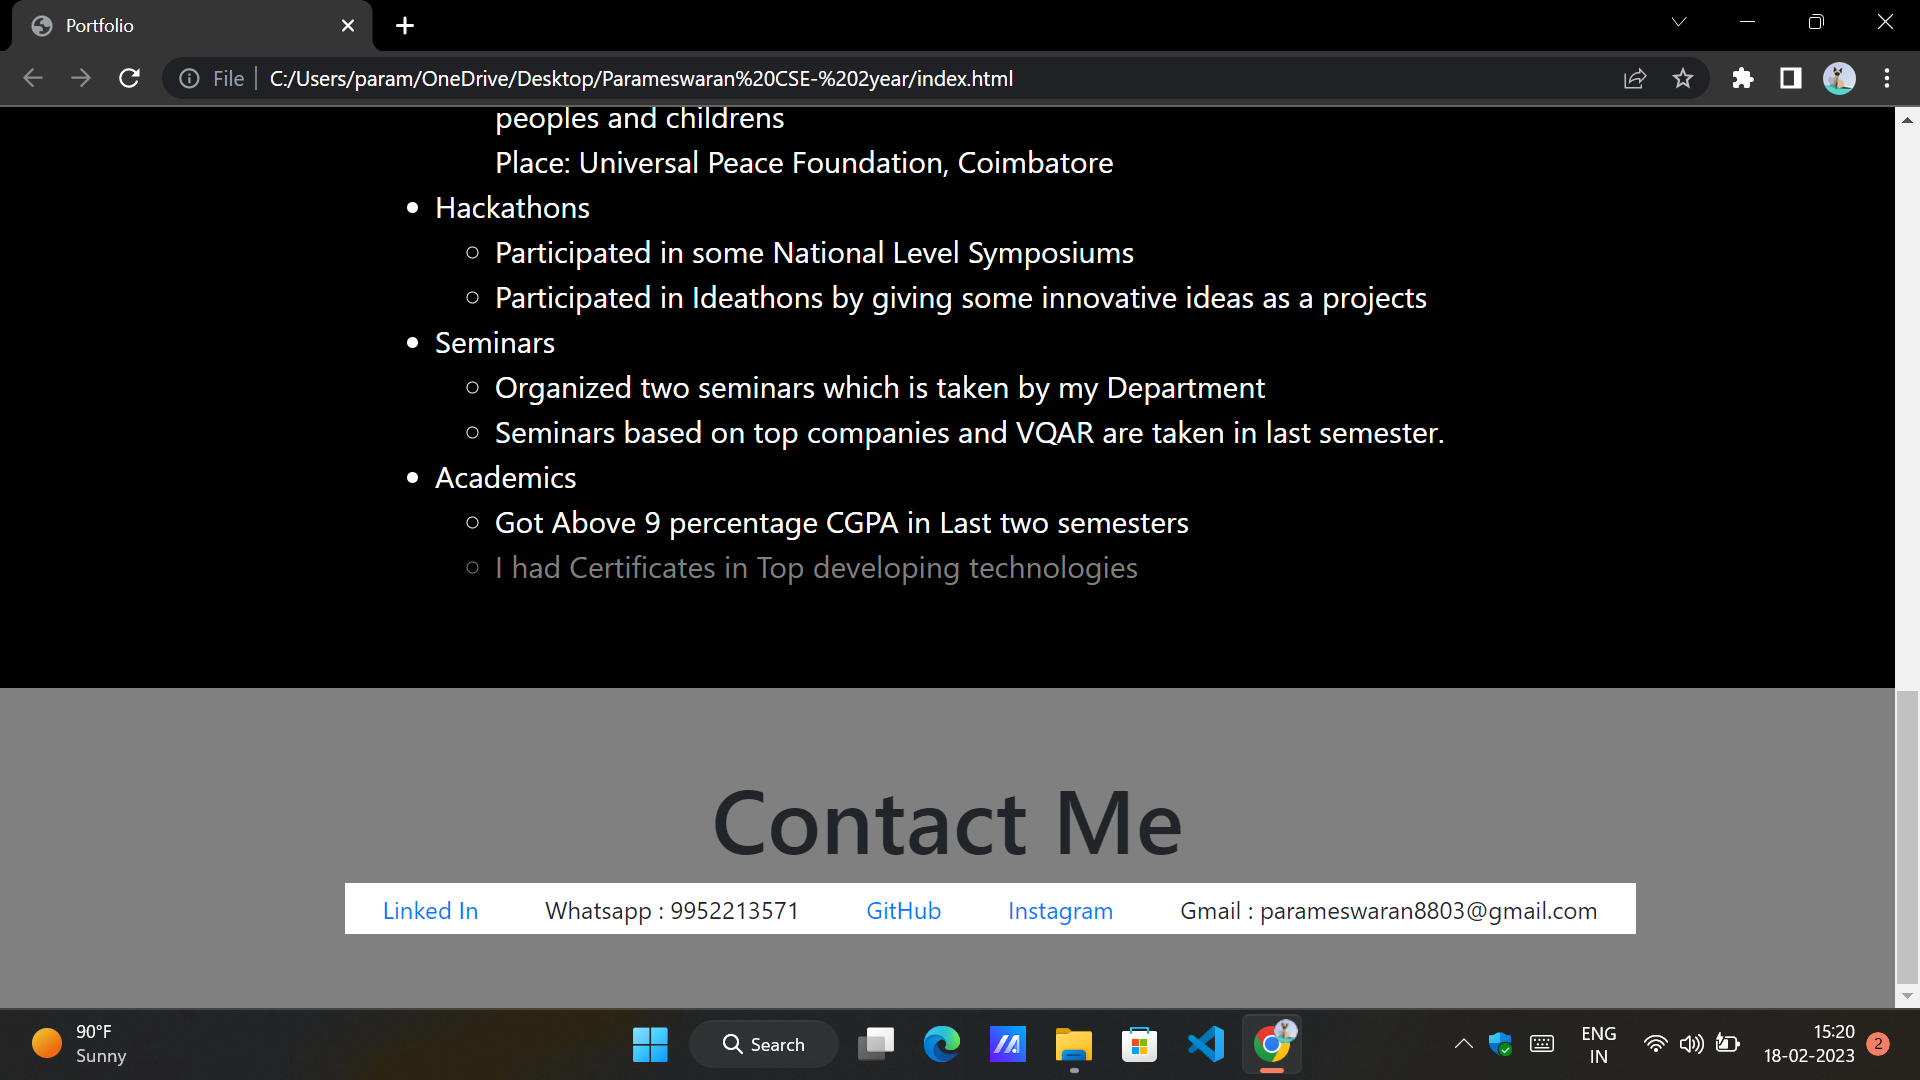 Portfolio
File
C:/Users/param/OneDrive/Desktop/Parameswaran%20CSE-%202year/index.html
peoples and childrens
Place: Universal Peace Foundation, Coimbatore
Hackathons
Participated in some National Level Symposiums
Participated in Ideathons by giving some innovative ideas as a projects
Seminars
Organized two seminars which is taken by my Department
Seminars based on top companies and VQAR are taken in last semester.
Academics
Got Above 9 percentage CGPA in Last two semesters
I had Certificates in Top developing technologies
Contact Me
Linked In Whatsapp : 9952213571 GitHub Instagram Gmail : parameswaran8803@gmail.com
90°F
Sunny
Search
ENG
IN
15:20
18-02-2023
2